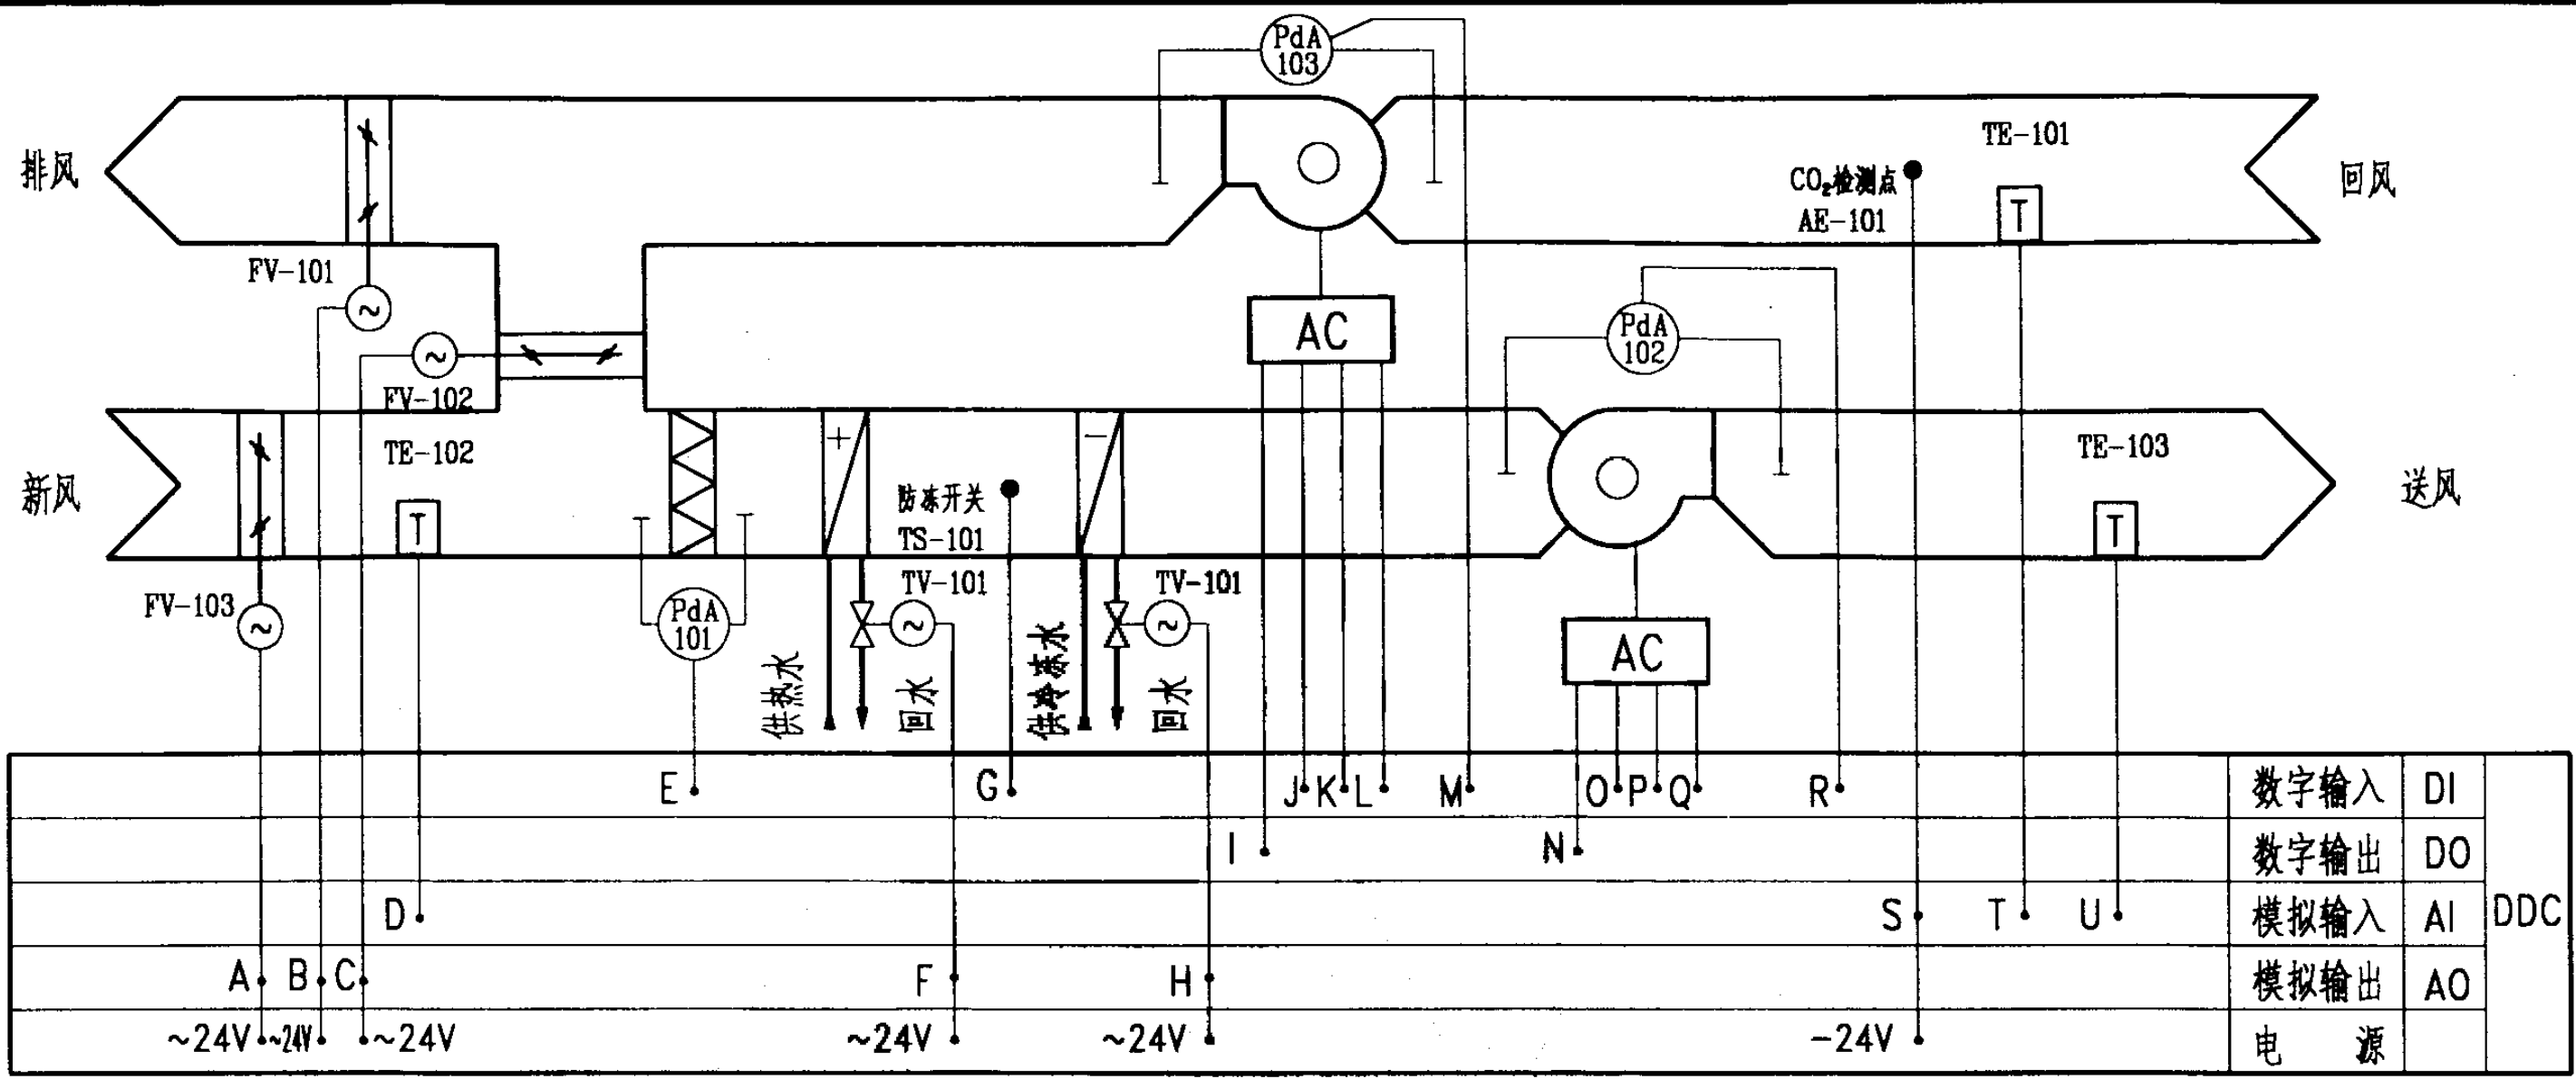 PdA
103
TE-101
CO₂检测点
AE-101
T
排风
回风
FV-101
~
AC
PdA
102
~
FV-102
TE-102
+
-
TE-103
新风
防冻开关
TS-101
T
T
送风
FV-103
~
PdA
101
TV-101
~
TV-101
~
AC
供热水
回水
供冷冻水
回水
E
G
J K L
M
O P Q
R
数字输入 DI
I
N
数字输出 DO
D
S
T
U
模拟输入 AI
DDC
A
B
C
F
H
模拟输出 AO
~24V
~24V
~24V
~24V
~24V
-24V
电 源